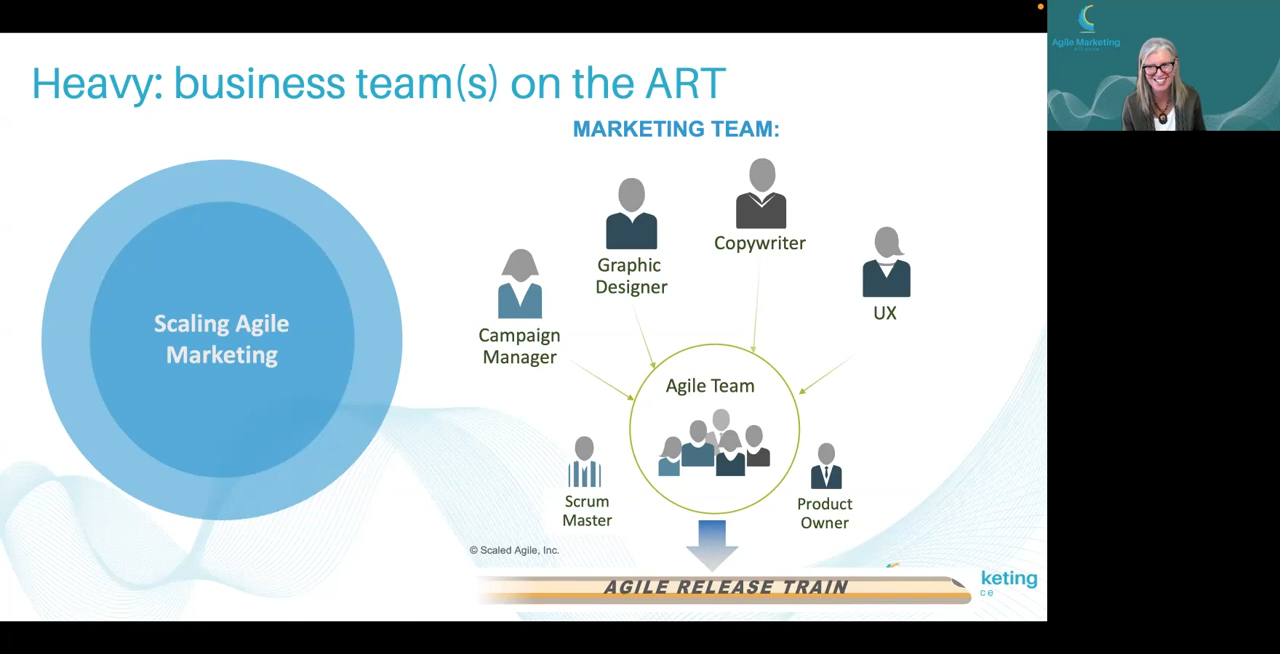 Heavy: business team(s) on the ART
MARKETING TEAM:
Scaling Agile
Marketing
Campaign
Manager
Graphic
Designer
Copywriter
UX
Agile Team
Scrum
Master
Product
Owner
© Scaled Agile, Inc.
AGILE RELEASE TRAIN
keting
ce
Agile Marketing